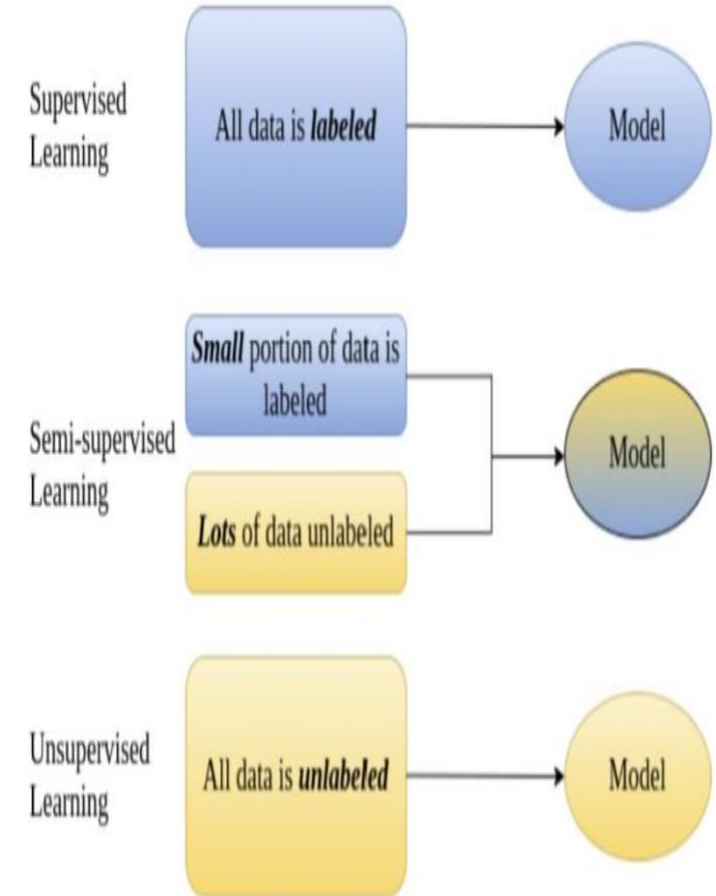 Supervised
Learning
All data is labeled
Model
Semi-supervised
Learning
Small portion of data is
labeled
Lots of data unlabeled
Model
Unsupervised
Learning
All data is unlabeled
Model